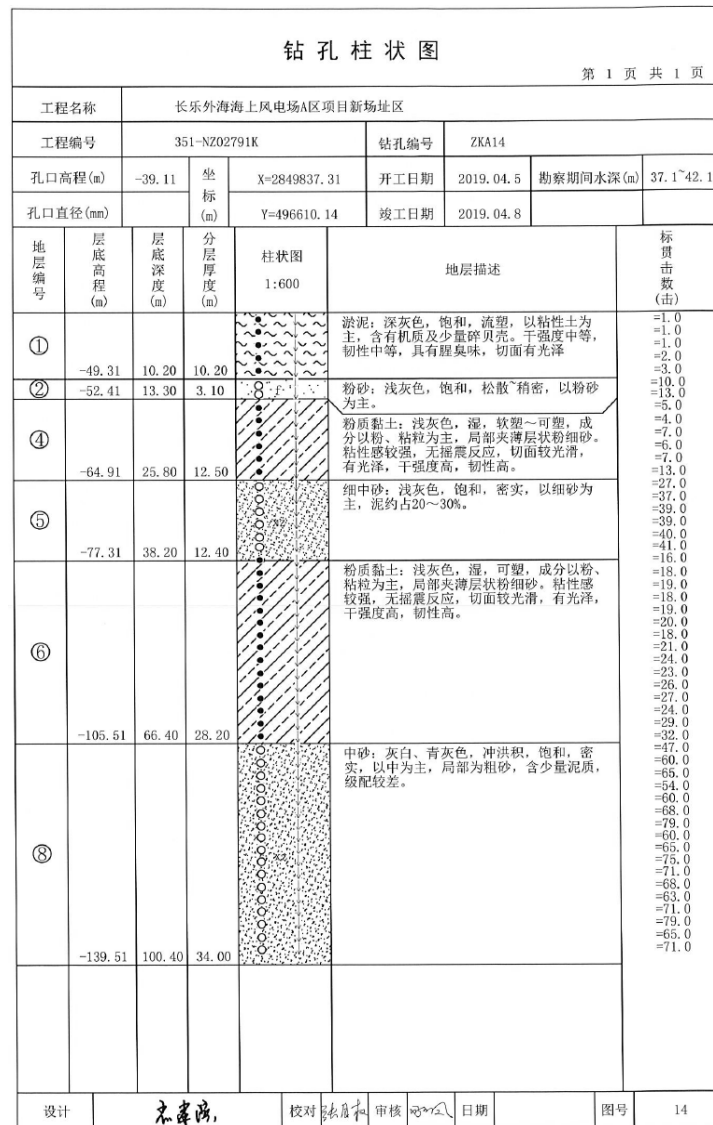 钻孔柱状图
第 1 页 共 1 页
工程名称 长乐外海海上风电场A区项目新场址区
工程编号 351-NZ02791K 钻孔编号 ZKA14
孔口高程(m) -39.11 坐标(m) X=2849837.31 开工日期 2019.04.5 勘察期间水深(m) 37.1~42.1
孔口直径(mm) Y=496610.14 竣工日期 2019.04.8
地层编号 层底高程(m) 层底深度(m) 分层厚度(m) 柱状图 1:600 地层描述 标贯击数(击)
① -49.31 10.20 10.20
淤泥：深灰色，饱和，流塑，以粘性土为
主，含有机质及少量碎贝壳。干强度中等，
韧性中等，具有腥臭味，切面有光泽
② -52.41 13.30 3.10
f
粉砂：浅灰色，饱和，松散~稍密，以粉砂
为主。
④ -64.91 25.80 12.50
粉质黏土：浅灰色，湿，软塑～可塑，成
分以粉、粘粒为主，局部夹薄层状粉细砂。
粘性感较强，无摇震反应，切面较光滑，
有光泽，干强度高，韧性高。
⑤ -77.31 38.20 12.40
细中砂：浅灰色，饱和，密实，以细砂为
主，泥约占20～30%。
⑥ -105.51 66.40 28.20
粉质黏土：浅灰色，湿，可塑，成分以粉、
粘粒为主，局部夹薄层状粉细砂。粘性感
较强，无摇震反应，切面较光滑，有光泽，
干强度高，韧性高。
⑧ -139.51 100.40 34.00
中砂：灰白、青灰色，冲洪积，饱和，密
实，以中为主，局部为粗砂，含少量泥质，
级配较差。
=1.0
=1.0
=1.0
=2.0
=3.0
=10.0
=13.0
=5.0
=4.0
=7.0
=6.0
=7.0
=13.0
=27.0
=37.0
=39.0
=39.0
=40.0
=41.0
=16.0
=18.0
=19.0
=18.0
=19.0
=20.0
=18.0
=21.0
=24.0
=23.0
=26.0
=27.0
=24.0
=29.0
=32.0
=47.0
=60.0
=65.0
=54.0
=60.0
=68.0
=79.0
=60.0
=65.0
=75.0
=71.0
=68.0
=63.0
=71.0
=79.0
=65.0
=71.0
设计 校对 审核 日期 图号 14